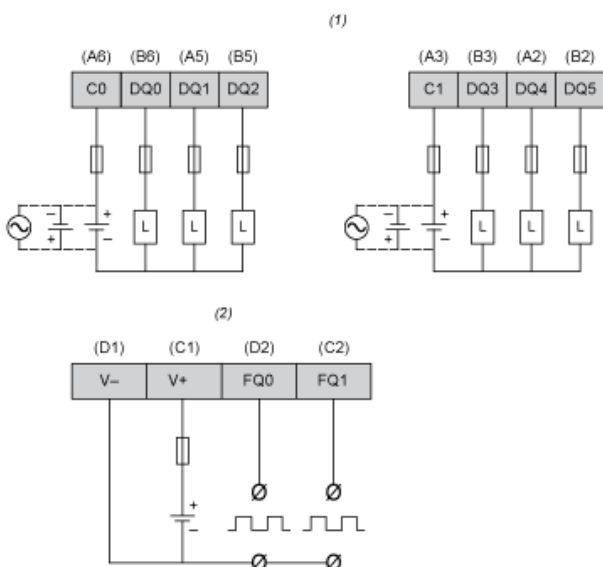 (1)
(A6) (B6) (A5) (B5)
C0 DQ0 DQ1 DQ2
+
−
−
+
L L L
(A3) (B3) (A2) (B2)
C1 DQ3 DQ4 DQ5
+
−
−
+
L L L
(2)
(D1) (C1) (D2) (C2)
V− V+ FQ0 FQ1
+
−